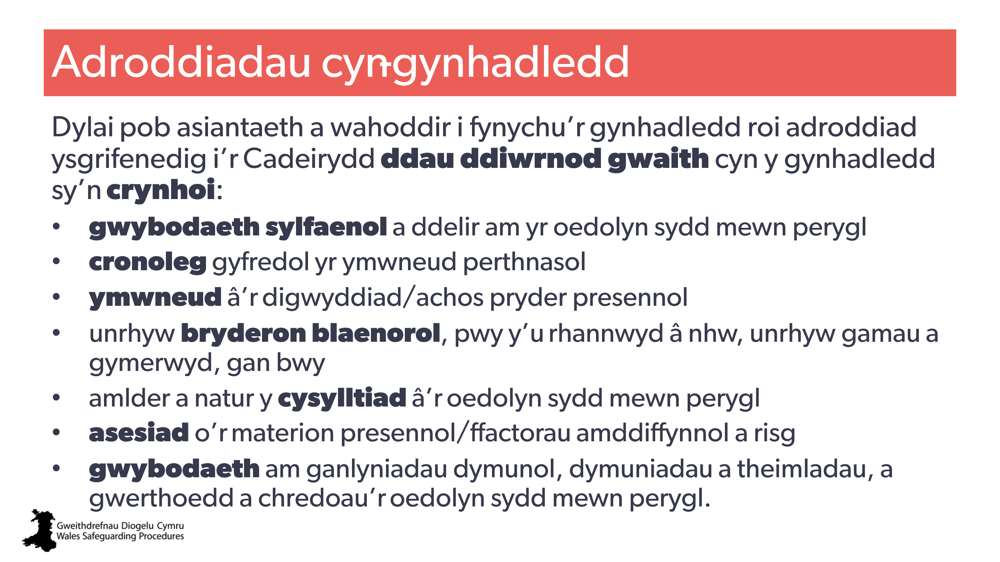 Adroddiadau cyn-gynhadledd
Dylai pob asiantaeth a wahoddir i fynychu’r gynhadledd roi adroddiad
ysgrifenedig i’r Cadeirydd ddau ddiwrnod gwaith cyn y gynhadledd
sy’n crynhoi:
• gwybodaeth sylfaenol a ddelir am yr oedolyn sydd mewn perygl
• cronoleg gyfredol yr ymwneud perthnasol
• ymwneud â’r digwyddiad/achos pryder presennol
• unrhyw bryderon blaenorol, pwy y’u rhannwyd â nhw, unrhyw gamau a
gymerwyd, gan bwy
• amlder a natur y cysylltiad â’r oedolyn sydd mewn perygl
• asesiad o’r materion presennol/ffactorau amddiffynnol a risg
• gwybodaeth am ganlyniadau dymunol, dymuniadau a theimladau, a
gwerthoedd a chredoau’r oedolyn sydd mewn perygl.
Gweithdrefnau Diogelu Cymru
Wales Safeguarding Procedures